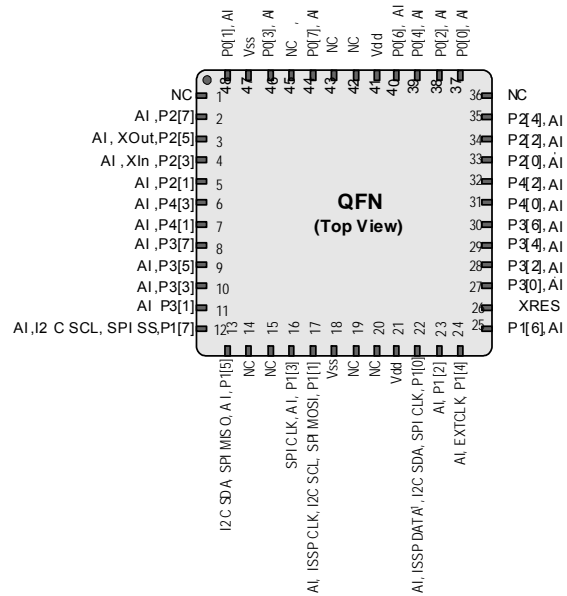 P0[1], AI
Vss
P0[3], AI
NC ,
P0[7], AI
NC
NC
Vdd
P0[6], AI
P0[4], AI
P0[2], AI
P0[0], AI
48
47
46
45
44
43
42
41
40
39
38
37
NC 1
AI ,P2[7] 2
AI , XOut,P2[5] 3
AI , XIn ,P2[3] 4
AI ,P2[1] 5
AI ,P4[3] 6
AI ,P4[1] 7
AI ,P3[7] 8
AI ,P3[5] 9
AI ,P3[3] 10
AI P3[1] 11
AI ,I2 C SCL, SPI SS,P1[7] 12
QFN
(Top View)
36 NC
35 P2[4], AI
34 P2[2], AI
33 P2[0], AI
32 P4[2], AI
31 P4[0], AI
30 P3[6], AI
29 P3[4], AI
28 P3[2], AI
27 P3[0], AI
26 XRES
25 P1[6], AI
13
14
15
16
17
18
19
20
21
22
23
24
I2C SDA, SPI MISO, A I, P1[5]
NC
NC
SPI CLK, AI, P1[3]
AI, ISSP CLK, I2C SCL, SPI MOSI, P1[1]
Vss
NC
NC
Vdd
AI, ISSP DATA¹, I2C SDA, SPI CLK, P1[0]
AI, P1[2]
AI, EXTCLK, P1[4]